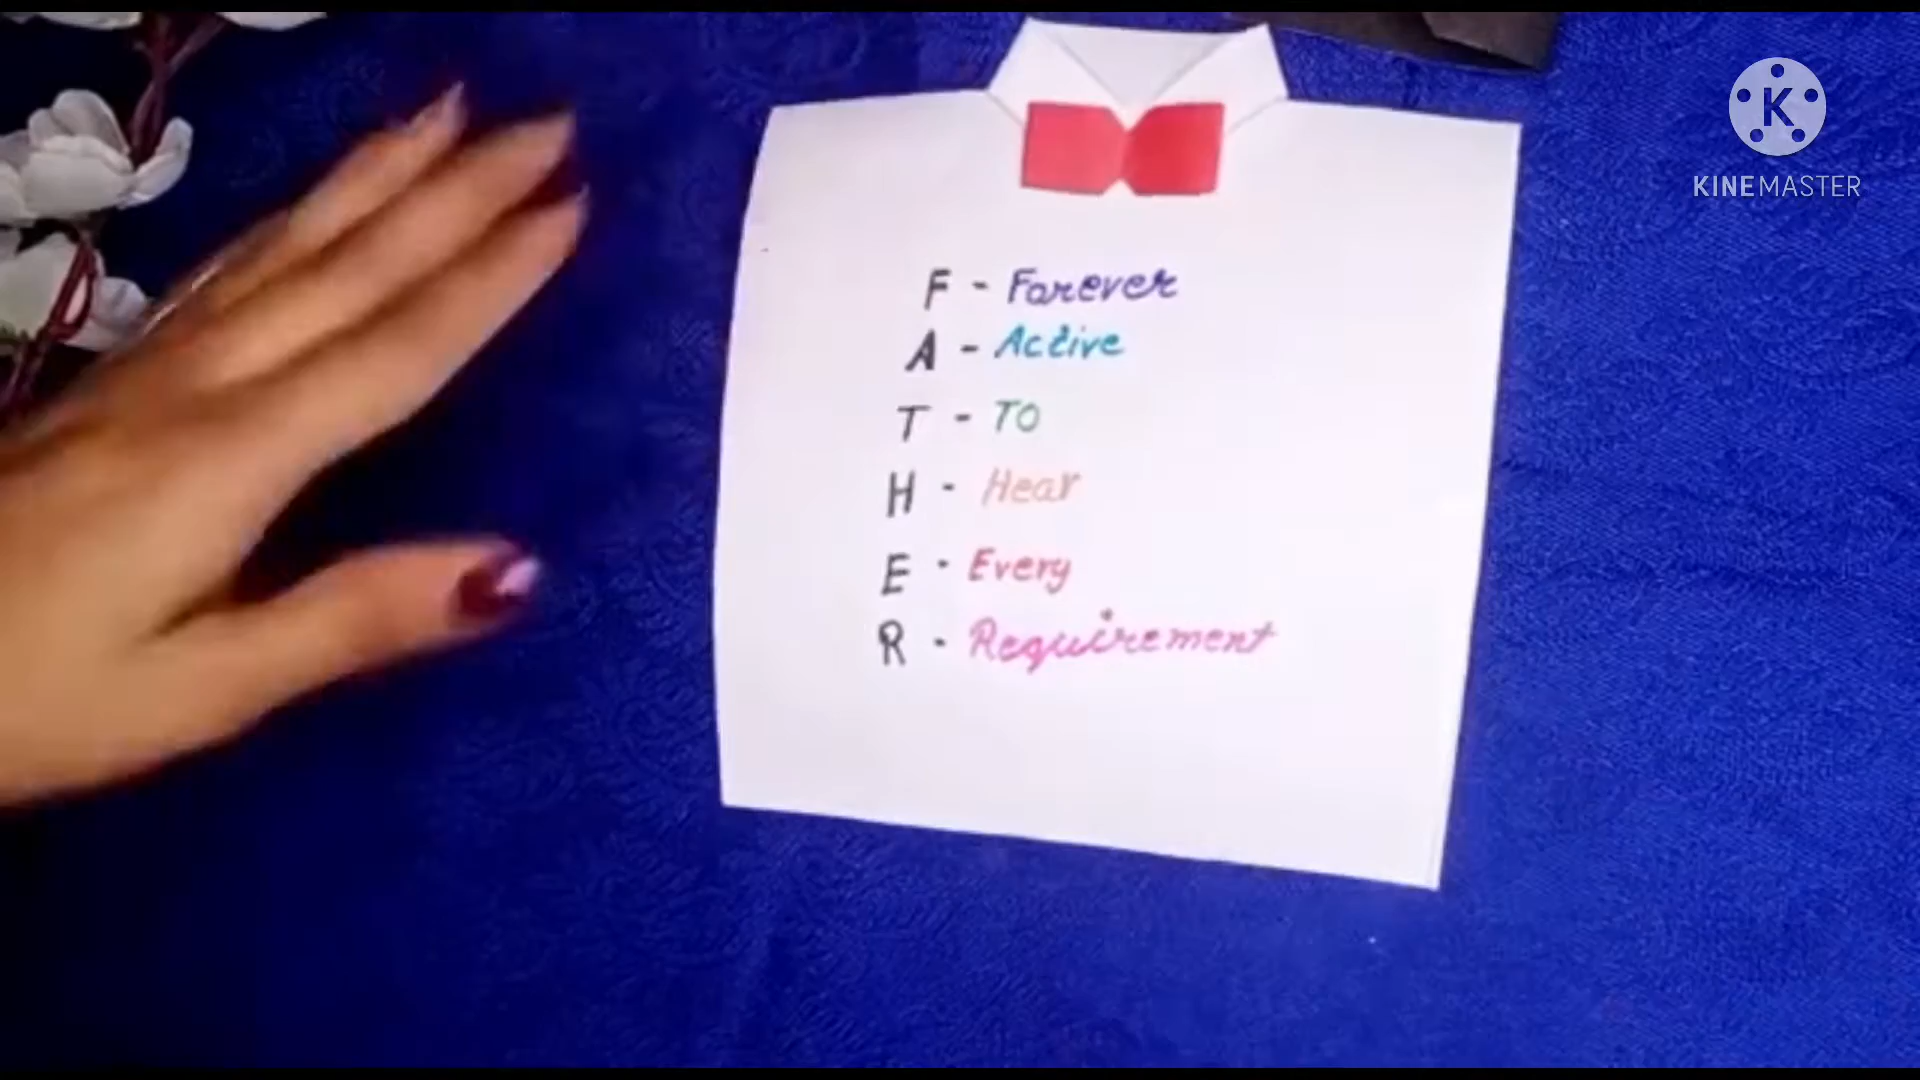 F - Forever
A - Active
T - TO
H - Hear
E - Every
R - Requirement
K
KINEMASTER